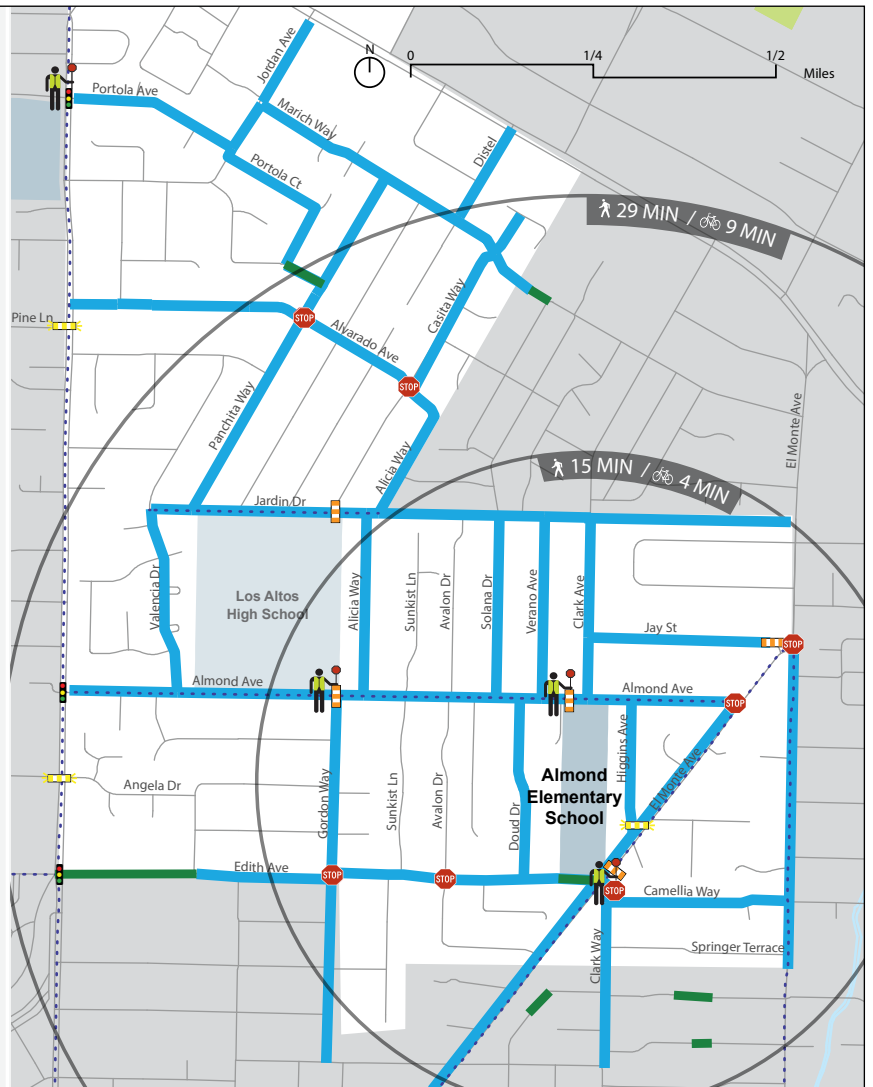 N
0
1/4
1/2
Miles
Jordan Ave
Portola Ave
Marich Way
Distel
Portola Ct
29 MIN / 9 MIN
Casita Way
Pine Ln
STOP
Alvarado Ave
STOP
El Monte Ave
Panchita Way
Alicia Way
15 MIN / 4 MIN
Jardin Dr
Valencia Dr
Los Altos
High School
Alicia Way
Sunkist Ln
Avalon Dr
Solana Dr
Verano Ave
Clark Ave
Jay St
STOP
Almond Ave
Almond Ave
STOP
Higgins Ave
El Monte Ave
Angela Dr
Gordon Way
Sunkist Ln
Avalon Dr
Doud Dr
Almond
Elementary
School
Edith Ave
STOP
STOP
STOP
Camellia Way
Clark Way
Springer Terrace